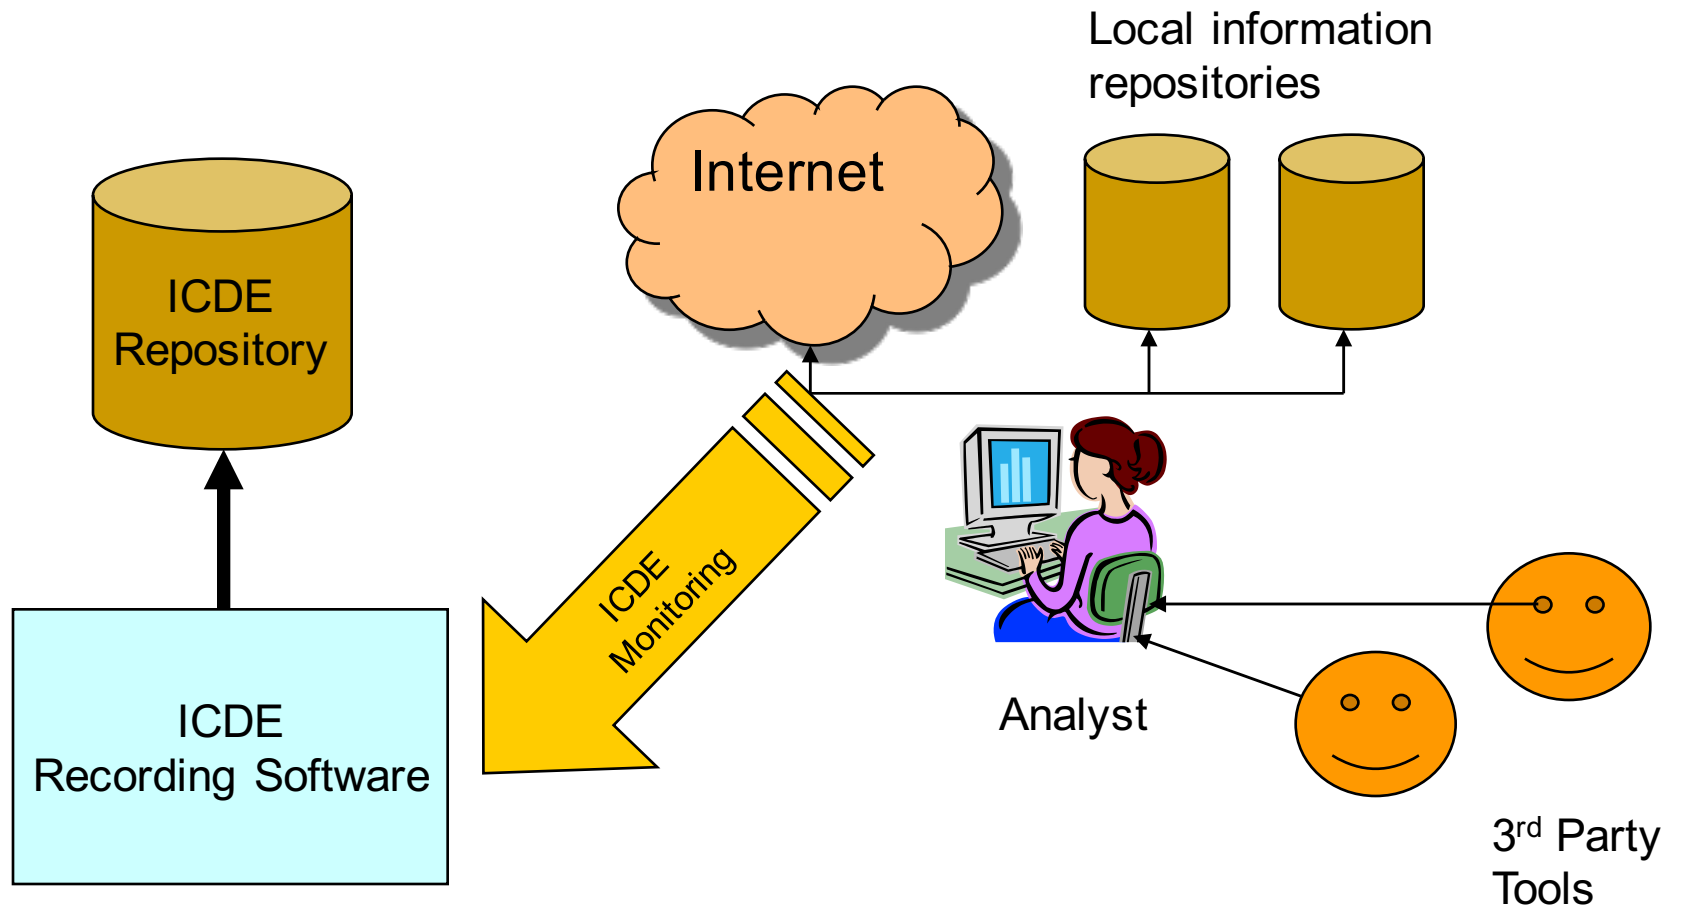 Local information
repositories
Internet
ICDE
Repository
ICDE
Monitoring
ICDE
Recording Software
Analyst
3rd Party
Tools